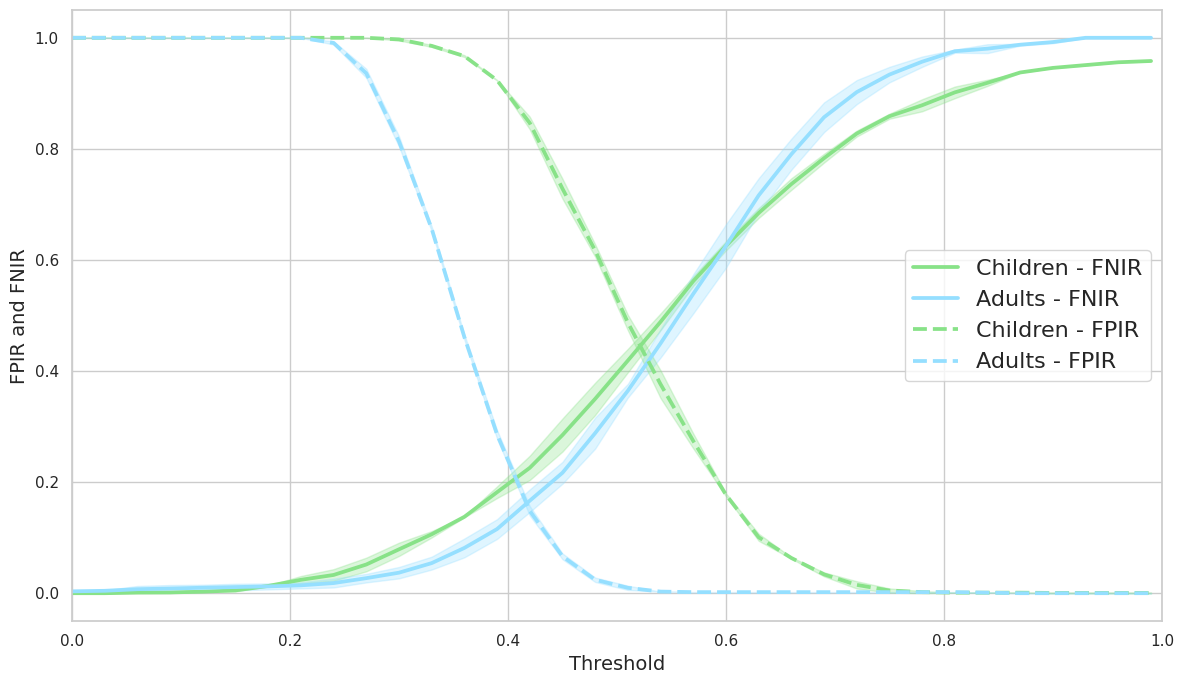 1.0
0.8
0.6
0.4
0.2
0.0
FPIR and FNIR
Children - FNIR
Adults - FNIR
Children - FPIR
Adults - FPIR
0.0 0.2 0.4 0.6 0.8 1.0
Threshold